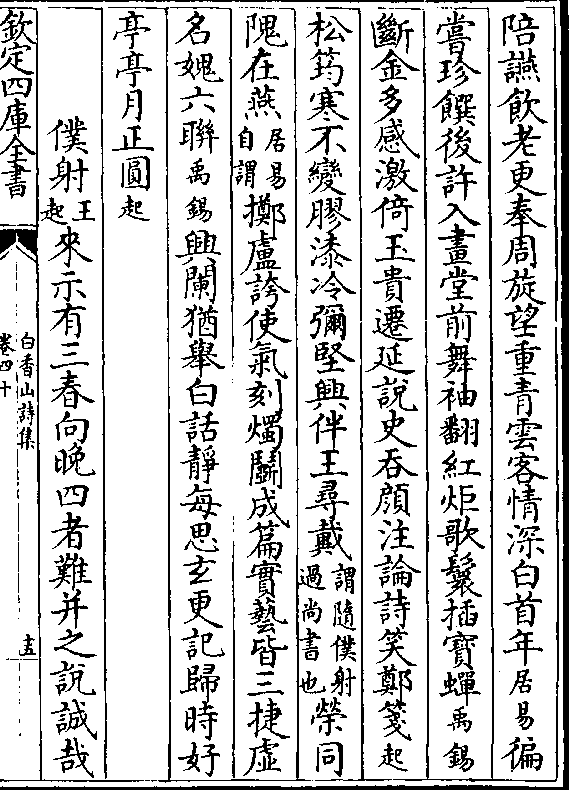 陪讌飲老更奉周旋望重青雲客情深白首年居易徧
嘗珍饌後許入畫堂前舞袖翻紅炬歌鬟插寶蟬禹錫
斷金多感激倚玉貴遷延説史吞顔注論詩笑鄭箋起
松筠寒不變膠漆冷彌堅興伴王尋戴謂隨僕射過尚書也榮同
隗在燕居易自謂擲盧誇使氣刻燭鬭成篇實藝皆三捷虚
名媿六聯禹錫興闌猶舉白話靜每思玄更記歸時好
亭亭月正圓起
僕射王起來示有三春向晚四者難并之説誠哉
欽定四庫全書
白香山詩集
卷四十
十五